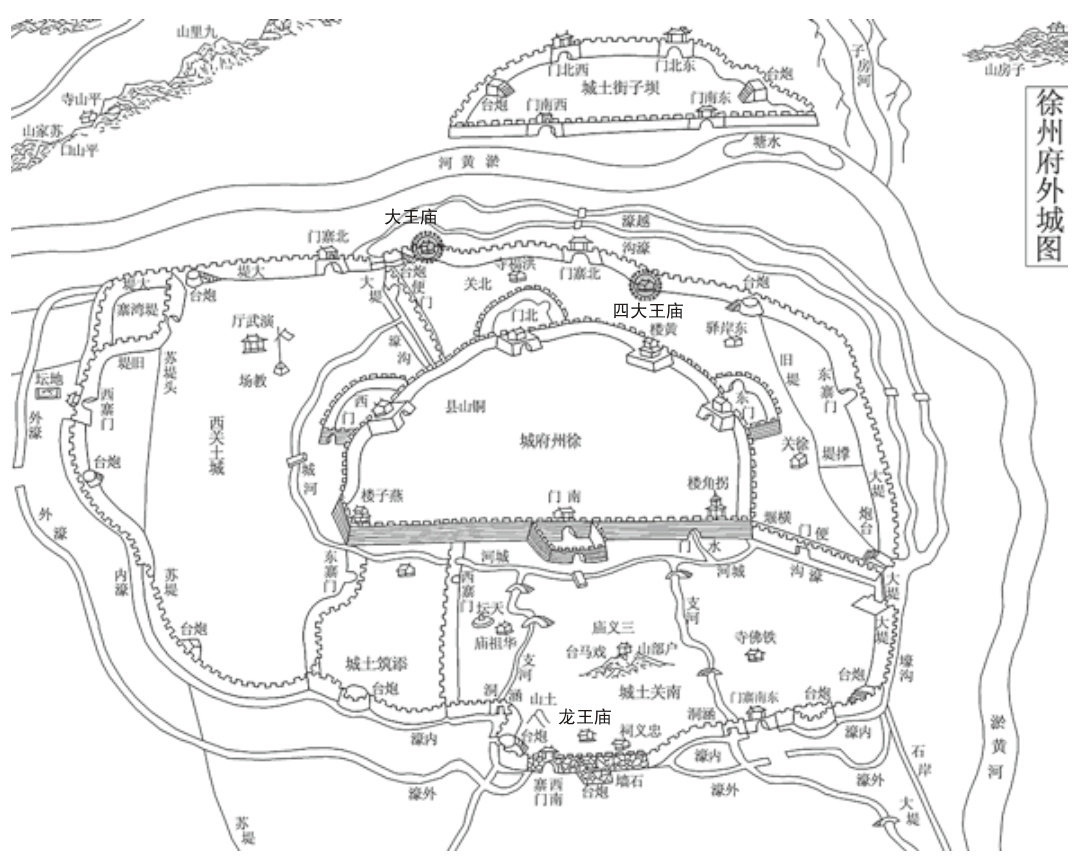 徐州府外城图
九里山
平山寺
苏家山
平山口
西北门
东北门
炮台
坝子街土城
炮台
西南门
东南门
子房河
子房山
淤黄河
水塘
大王庙
越濠
濠沟
北寨门
大堤
大堤
炮台
堤湾寨
旧堤
大堤
炮台
便门
濠沟
北关
洪福寺
北寨门
四大王庙
炮台
东岸驿
黄楼
北门
演武厅
教场
苏堤头
地坛
外濠
西寨门
西关土城
炮台
西门
铜山县
徐州府城
东门
旧堤
东寨门
徐关
撑堤
大堤
炮台
城河
燕子楼
南门
拐角楼
横堰
便门
濠沟
水门
城河
城河
外濠
内濠
苏堤
东寨门
西寨门
天坛
华祖庙
支河
支河
三义庙
戏马台
户部山
南关土城
铁佛寺
大堤
大堤
炮台
濠沟
炮台
添筑土城
炮台
涵洞
土山
炮台
龙王庙
忠义祠
涵洞
东南寨门
炮台
内濠
外濠
西南寨门
炮台
石墙
内濠
外濠
内濠
外濠
石岸
大堤
淤黄河
苏堤